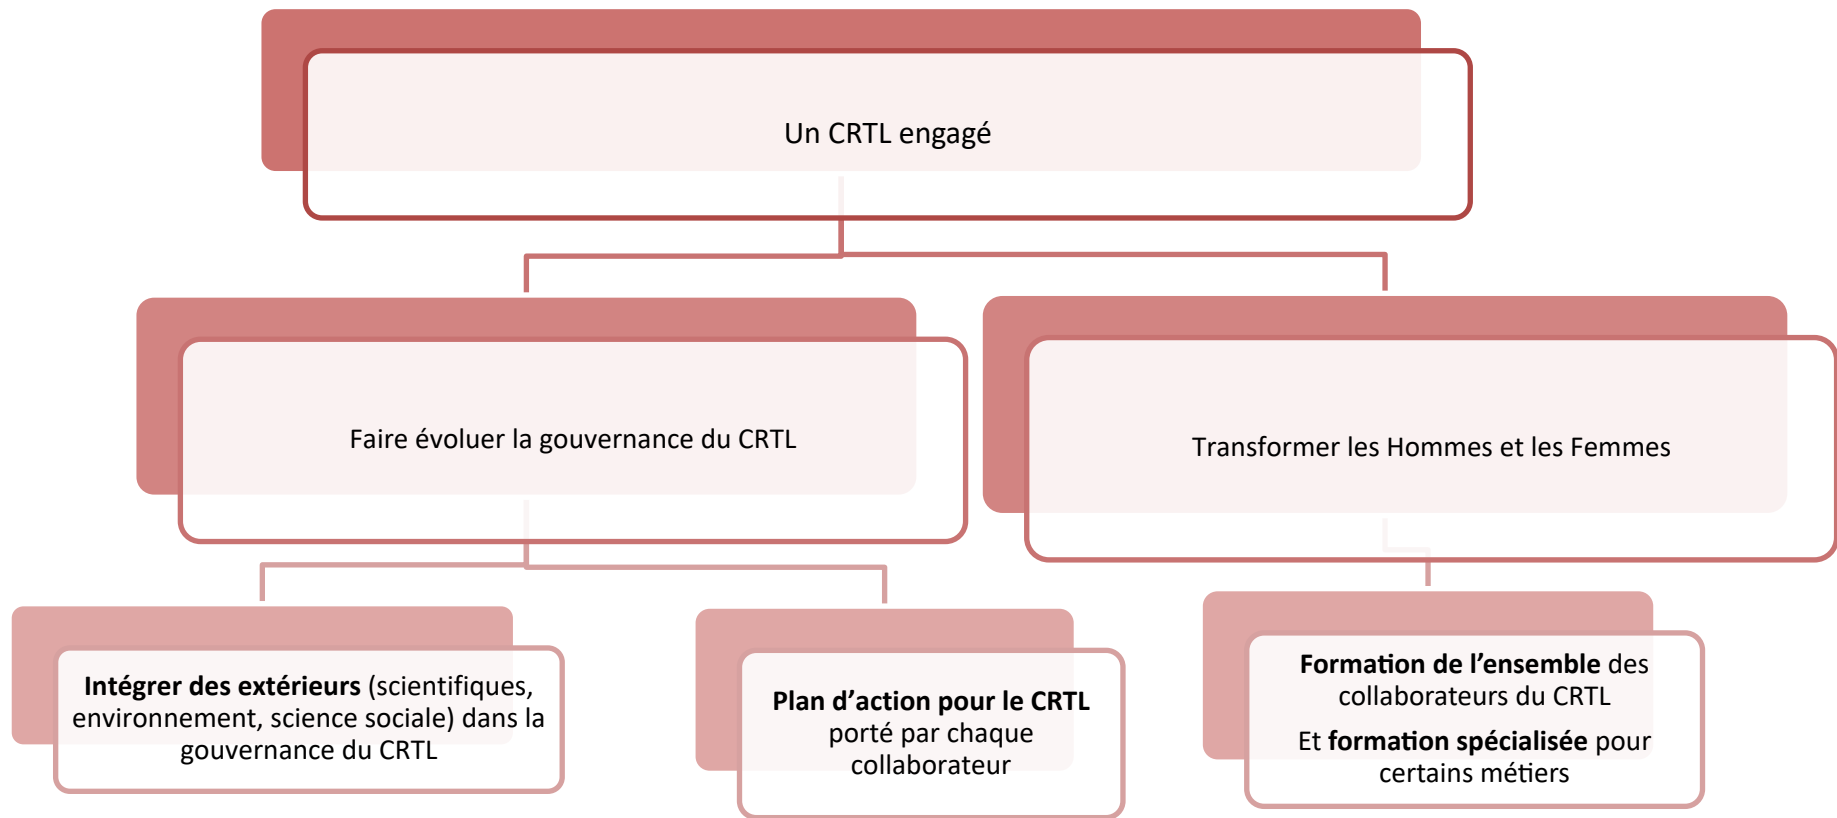 Un CRTL engagé
Faire évoluer la gouvernance du CRTL
Transformer les Hommes et les Femmes
Intégrer des extérieurs (scientifiques,
environnement, science sociale) dans la
gouvernance du CRTL
Plan d’action pour le CRTL
porté par chaque
collaborateur
Formation de l’ensemble des
collaborateurs du CRTL
Et formation spécialisée pour
certains métiers